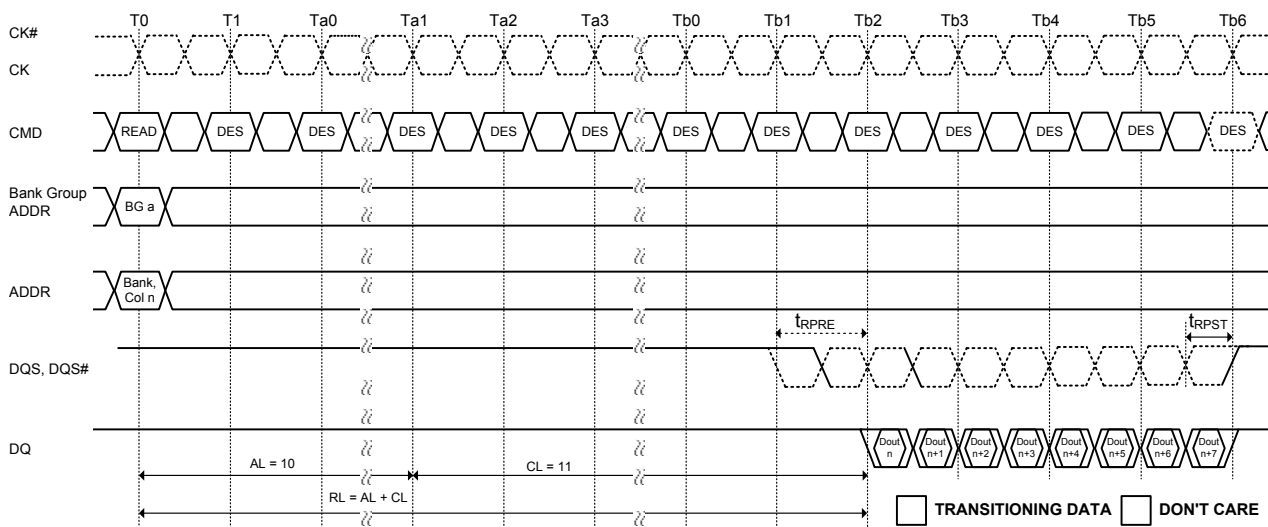 T0 T1 Ta0 Ta1 Ta2 Ta3 Tb0 Tb1 Tb2 Tb3 Tb4 Tb5 Tb6
CK#
CK
CMD READ DES DES DES DES DES DES DES DES DES DES DES DES
Bank Group
ADDR
BG a
ADDR
Bank,
Col n
tRPRE tRPST
DQS, DQS#
DQ
Dout
n
Dout
n+1
Dout
n+2
Dout
n+3
Dout
n+4
Dout
n+5
Dout
n+6
Dout
n+7
AL = 10 CL = 11
RL = AL + CL
TRANSITIONING DATA DON'T CARE